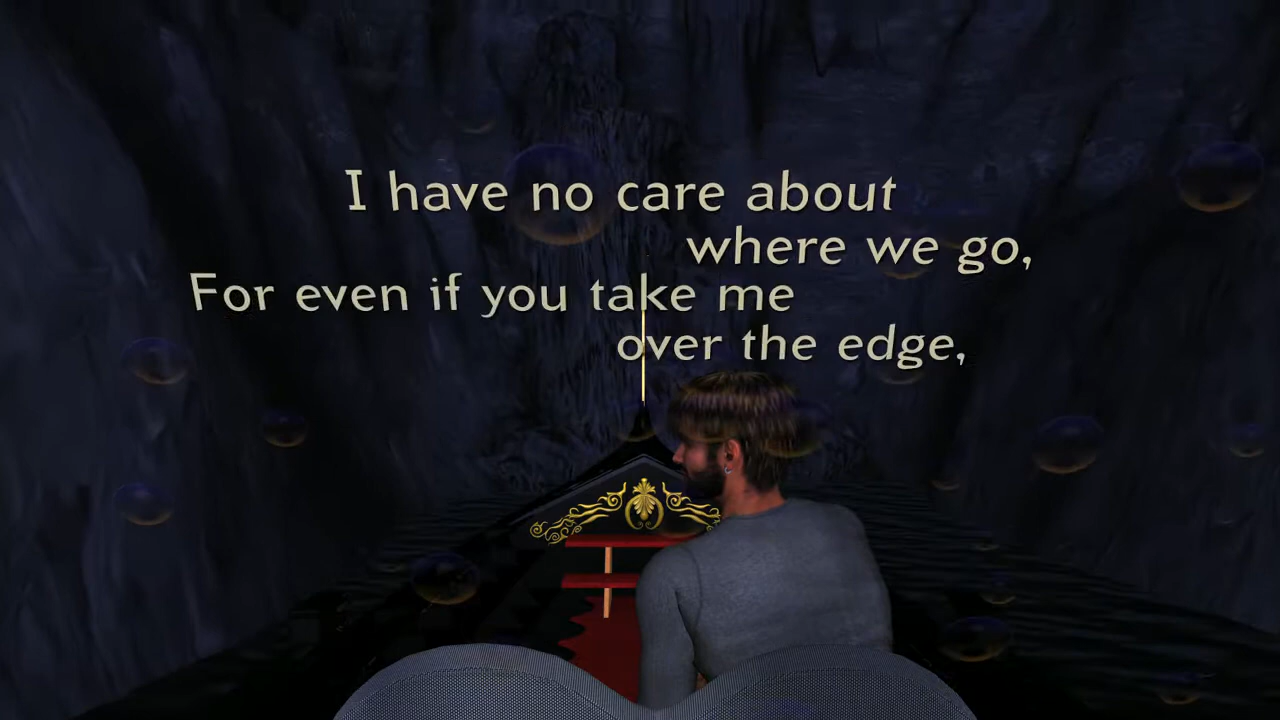 I have no care about
where we go,
For even if you take me
over the edge,